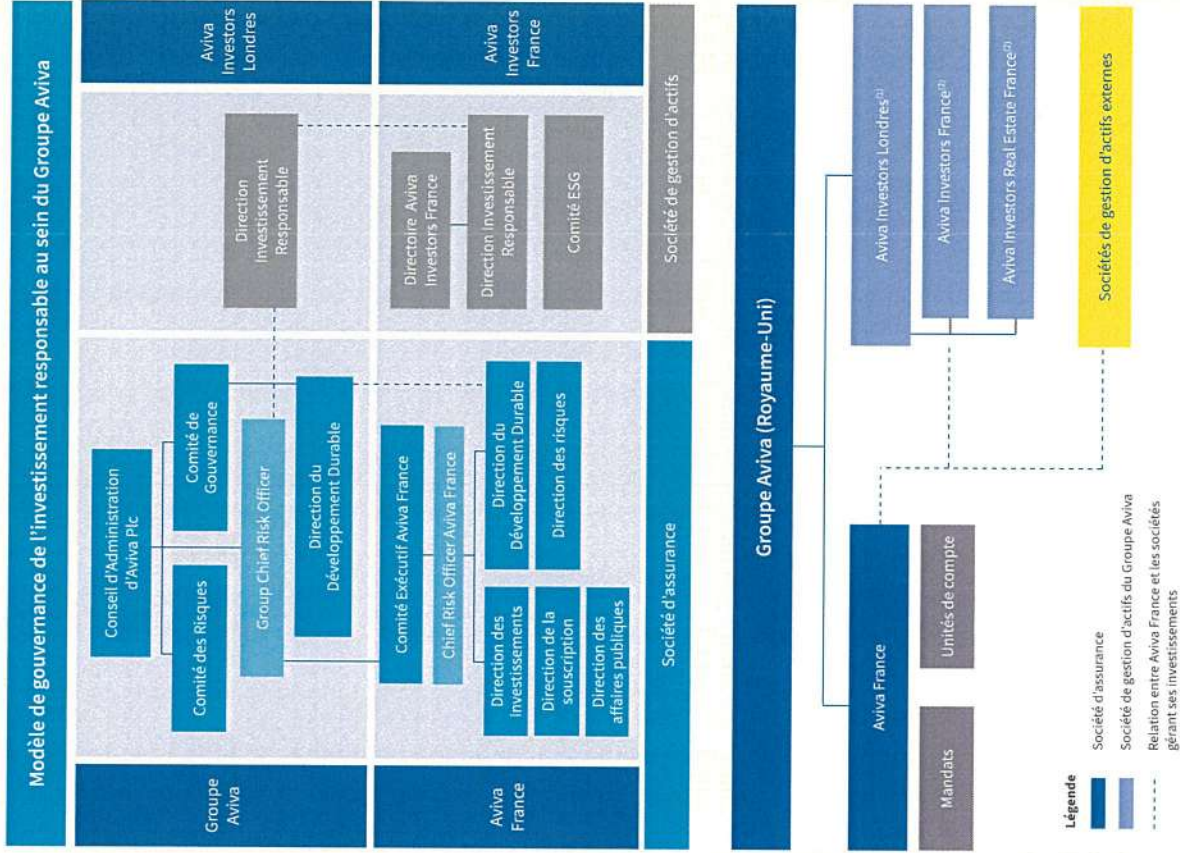 Modèle de gouvernance de l'investissement responsable au sein du Groupe Aviva
Groupe
Aviva
Conseil d'Administration
d'Aviva Plc
Comité des Risques
Comité de
Gouvernance
Group Chief Risk Officer
Direction du
Développement Durable
Direction
Investissement
Responsable
Aviva
Investors
Londres
Aviva
France
Comité Exécutif Aviva France
Chief Risk Officer Aviva France
Direction des
investissements
Direction de la
souscription
Direction des
affaires publiques
Direction du
Développement Durable
Direction des risques
Directoire Aviva
Investors France
Direction Investissement
Responsable
Comité ESG
Aviva
Investors
France
Société d'assurance
Société de gestion d'actifs
Groupe Aviva (Royaume-Uni)
Aviva France
Mandats
Unités de compte
Aviva Investors Londres(1)
Aviva Investors France(2)
Aviva Investors Real Estate France(2)
Sociétés de gestion d'actifs externes
Légende
Société d'assurance
Société de gestion d'actifs du Groupe Aviva
Relation entre Aviva France et les sociétés
gérant ses investissements